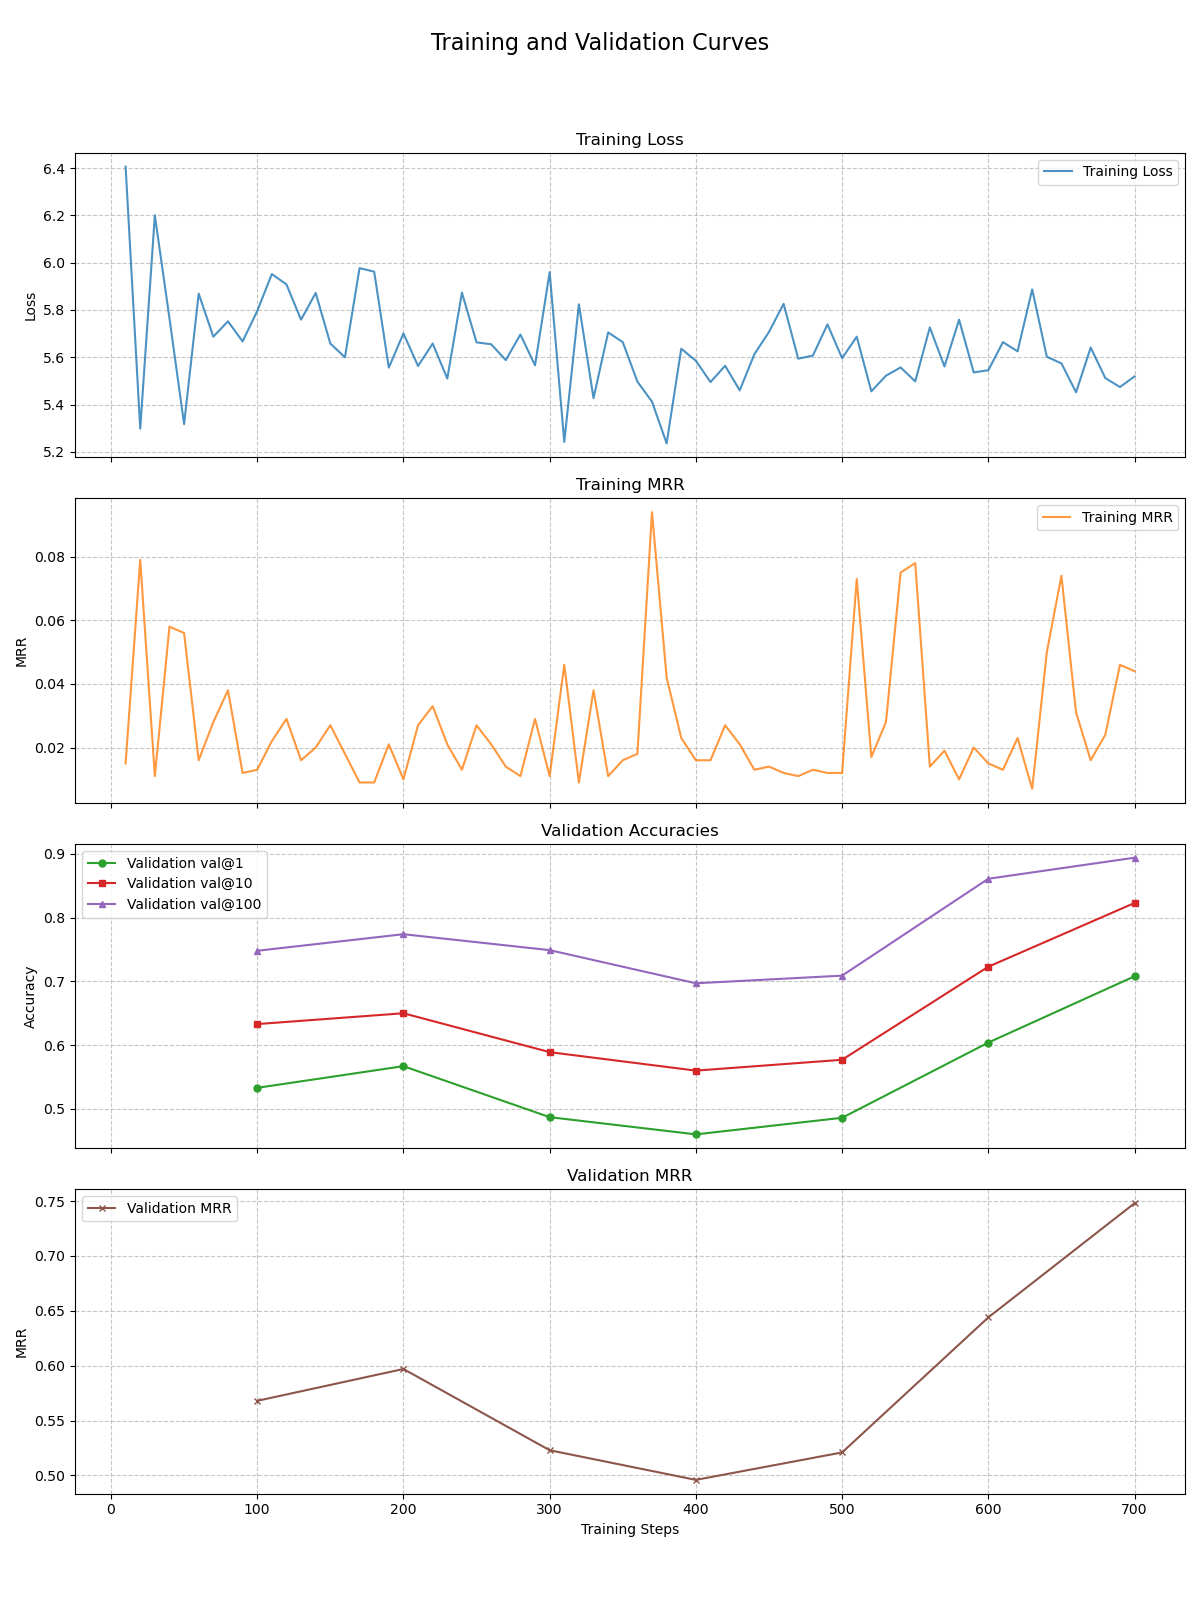 Training and Validation Curves
Training Loss
6.4
6.2
6.0
5.8
5.6
5.4
5.2
Loss
Training Loss
Training MRR
0.08
0.06
0.04
0.02
MRR
Training MRR
Validation Accuracies
0.9
0.8
0.7
0.6
0.5
Accuracy
Validation val@1
Validation val@10
Validation val@100
Validation MRR
0.75
0.70
0.65
0.60
0.55
0.50
MRR
Validation MRR
0 100 200 300 400 500 600 700
Training Steps